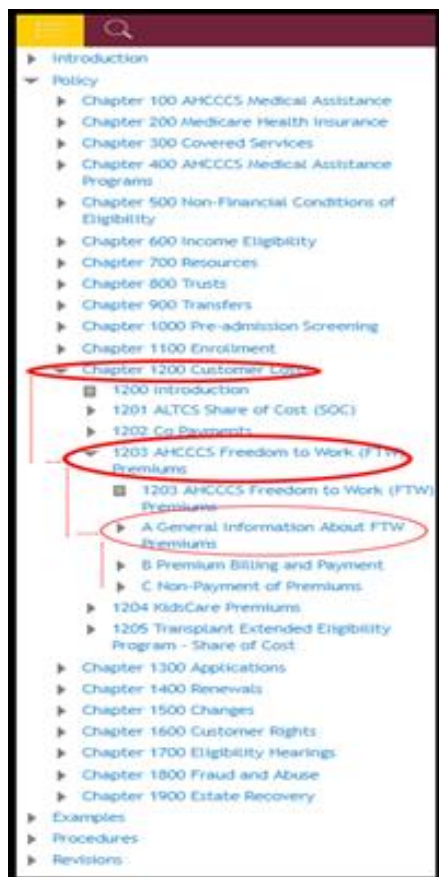 Introduction
Policy
Chapter 100 AHCCCS Medical Assistance
Chapter 200 Medicare Health Insurance
Chapter 300 Covered Services
Chapter 400 AHCCCS Medical Assistance
Programs
Chapter 500 Non-Financial Conditions of
Eligibility
Chapter 600 Income Eligibility
Chapter 700 Resources
Chapter 800 Trusts
Chapter 900 Transfers
Chapter 1000 Pre-admission Screening
Chapter 1100 Enrollment
Chapter 1200 Customer Costs
1200 Introduction
1201 ALTCS Share of Cost (SOC)
1202 Co Payments
1203 AHCCCS Freedom to Work (FTW)
Premiums
1203 AHCCCS Freedom to Work (FTW)
Premiums
A General Information About FTW
Premiums
B Premium Billing and Payment
C Non-Payment of Premiums
1204 KidsCare Premiums
1205 Transplant Extended Eligibility
Program - Share of Cost
Chapter 1300 Applications
Chapter 1400 Renewals
Chapter 1500 Changes
Chapter 1600 Customer Rights
Chapter 1700 Eligibility Hearings
Chapter 1800 Fraud and Abuse
Chapter 1900 Estate Recovery
Examples
Procedures
Revisions